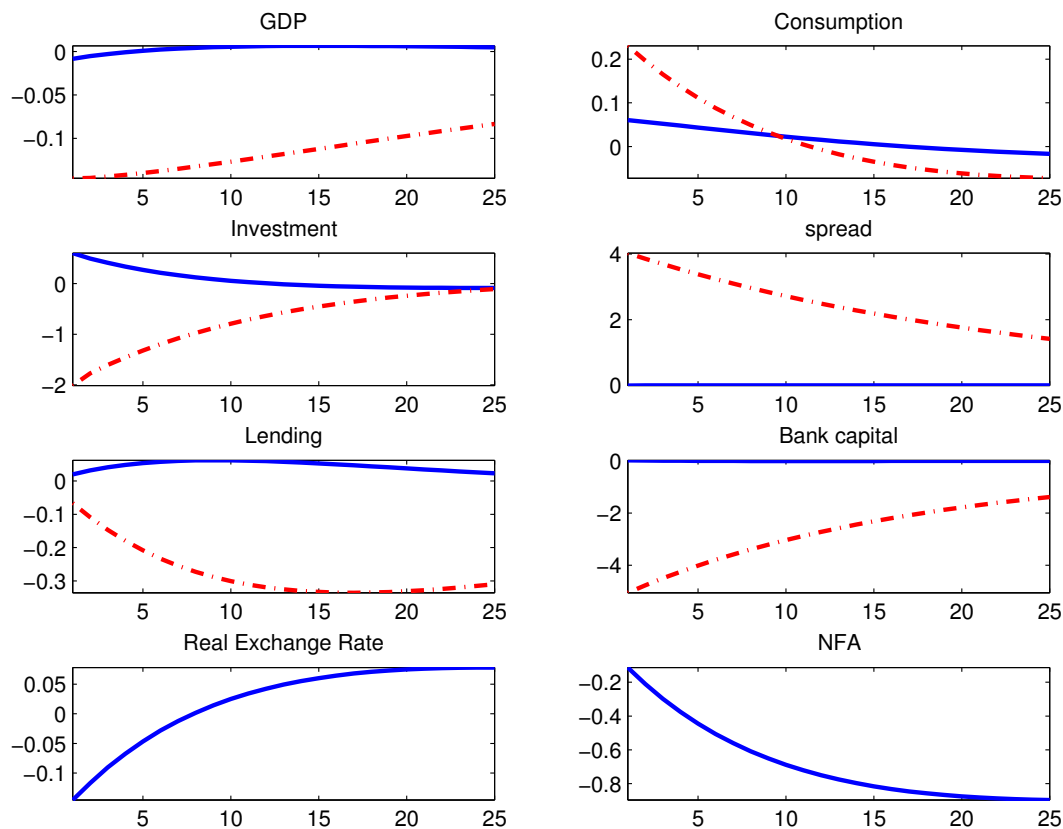 GDP
0
−0.05
−0.1
5 10 15 20 25
Consumption
0.2
0.1
0
5 10 15 20 25
Investment
0
−1
−2
5 10 15 20 25
spread
4
2
0
5 10 15 20 25
Lending
0
−0.1
−0.2
−0.3
5 10 15 20 25
Bank capital
0
−2
−4
5 10 15 20 25
Real Exchange Rate
0.05
0
−0.05
−0.1
5 10 15 20 25
NFA
−0.2
−0.4
−0.6
−0.8
5 10 15 20 25